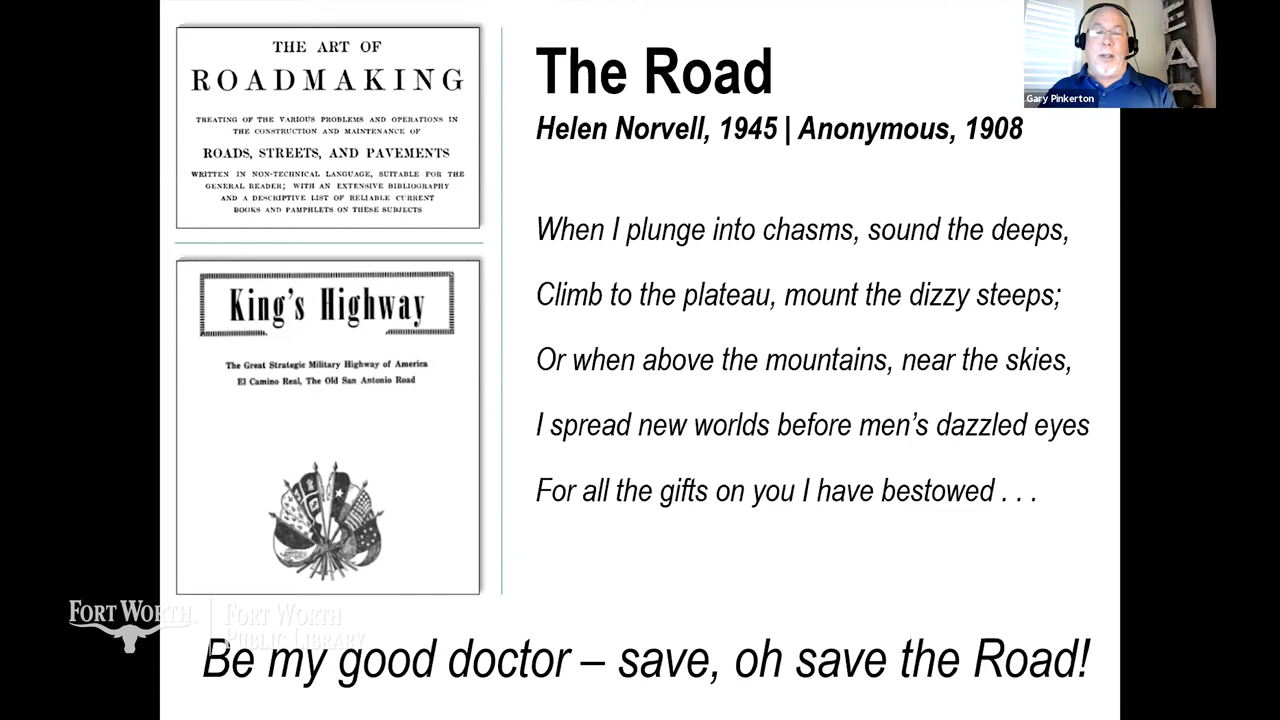 THE ART OF
ROADMAKING
TREATING OF THE VARIOUS PROBLEMS AND OPERATIONS IN
THE CONSTRUCTION AND MAINTENANCE OF
ROADS, STREETS, AND PAVEMENTS
WRITTEN IN NON-TECHNICAL LANGUAGE, SUITABLE FOR THE
GENERAL READER; WITH AN EXTENSIVE BIBLIOGRAPHY
AND A DESCRIPTIVE LIST OF RELIABLE CURRENT
BOOKS AND PAMPHLETS ON THESE SUBJECTS
King's Highway
The Great Strategic Military Highway of America
El Camino Real, The Old San Antonio Road
The Road
Helen Norvell, 1945 | Anonymous, 1908
When I plunge into chasms, sound the deeps,
Climb to the plateau, mount the dizzy steeps;
Or when above the mountains, near the skies,
I spread new worlds before men’s dazzled eyes
For all the gifts on you I have bestowed . . .
Be my good doctor – save, oh save the Road!
Gary Pinkerton
EA
FORT WORTH
FORT WORTH
PUBLIC LIBRARY